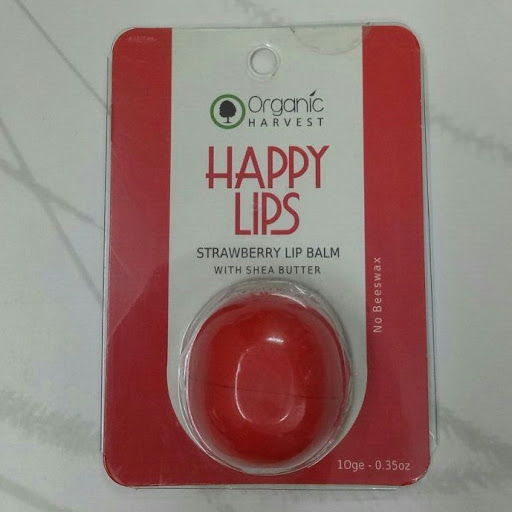 Organic
HARVEST
HAPPY
LIPS
STRAWBERRY LIP BALM
WITH SHEA BUTTER
No Beeswax
10ge - 0.35oz